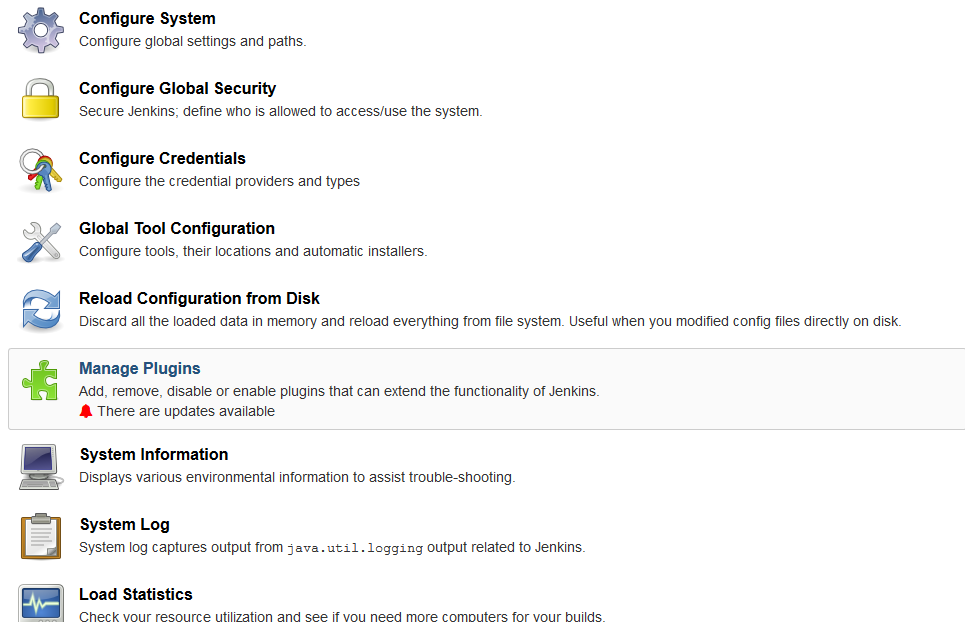 Configure System
Configure global settings and paths.
Configure Global Security
Secure Jenkins; define who is allowed to access/use the system.
Configure Credentials
Configure the credential providers and types
Global Tool Configuration
Configure tools, their locations and automatic installers.
Reload Configuration from Disk
Discard all the loaded data in memory and reload everything from file system. Useful when you modified config files directly on disk.
Manage Plugins
Add, remove, disable or enable plugins that can extend the functionality of Jenkins.
There are updates available
System Information
Displays various environmental information to assist trouble-shooting.
System Log
System log captures output from java.util.logging output related to Jenkins.
Load Statistics
Check your resource utilization and see if you need more computers for your builds.